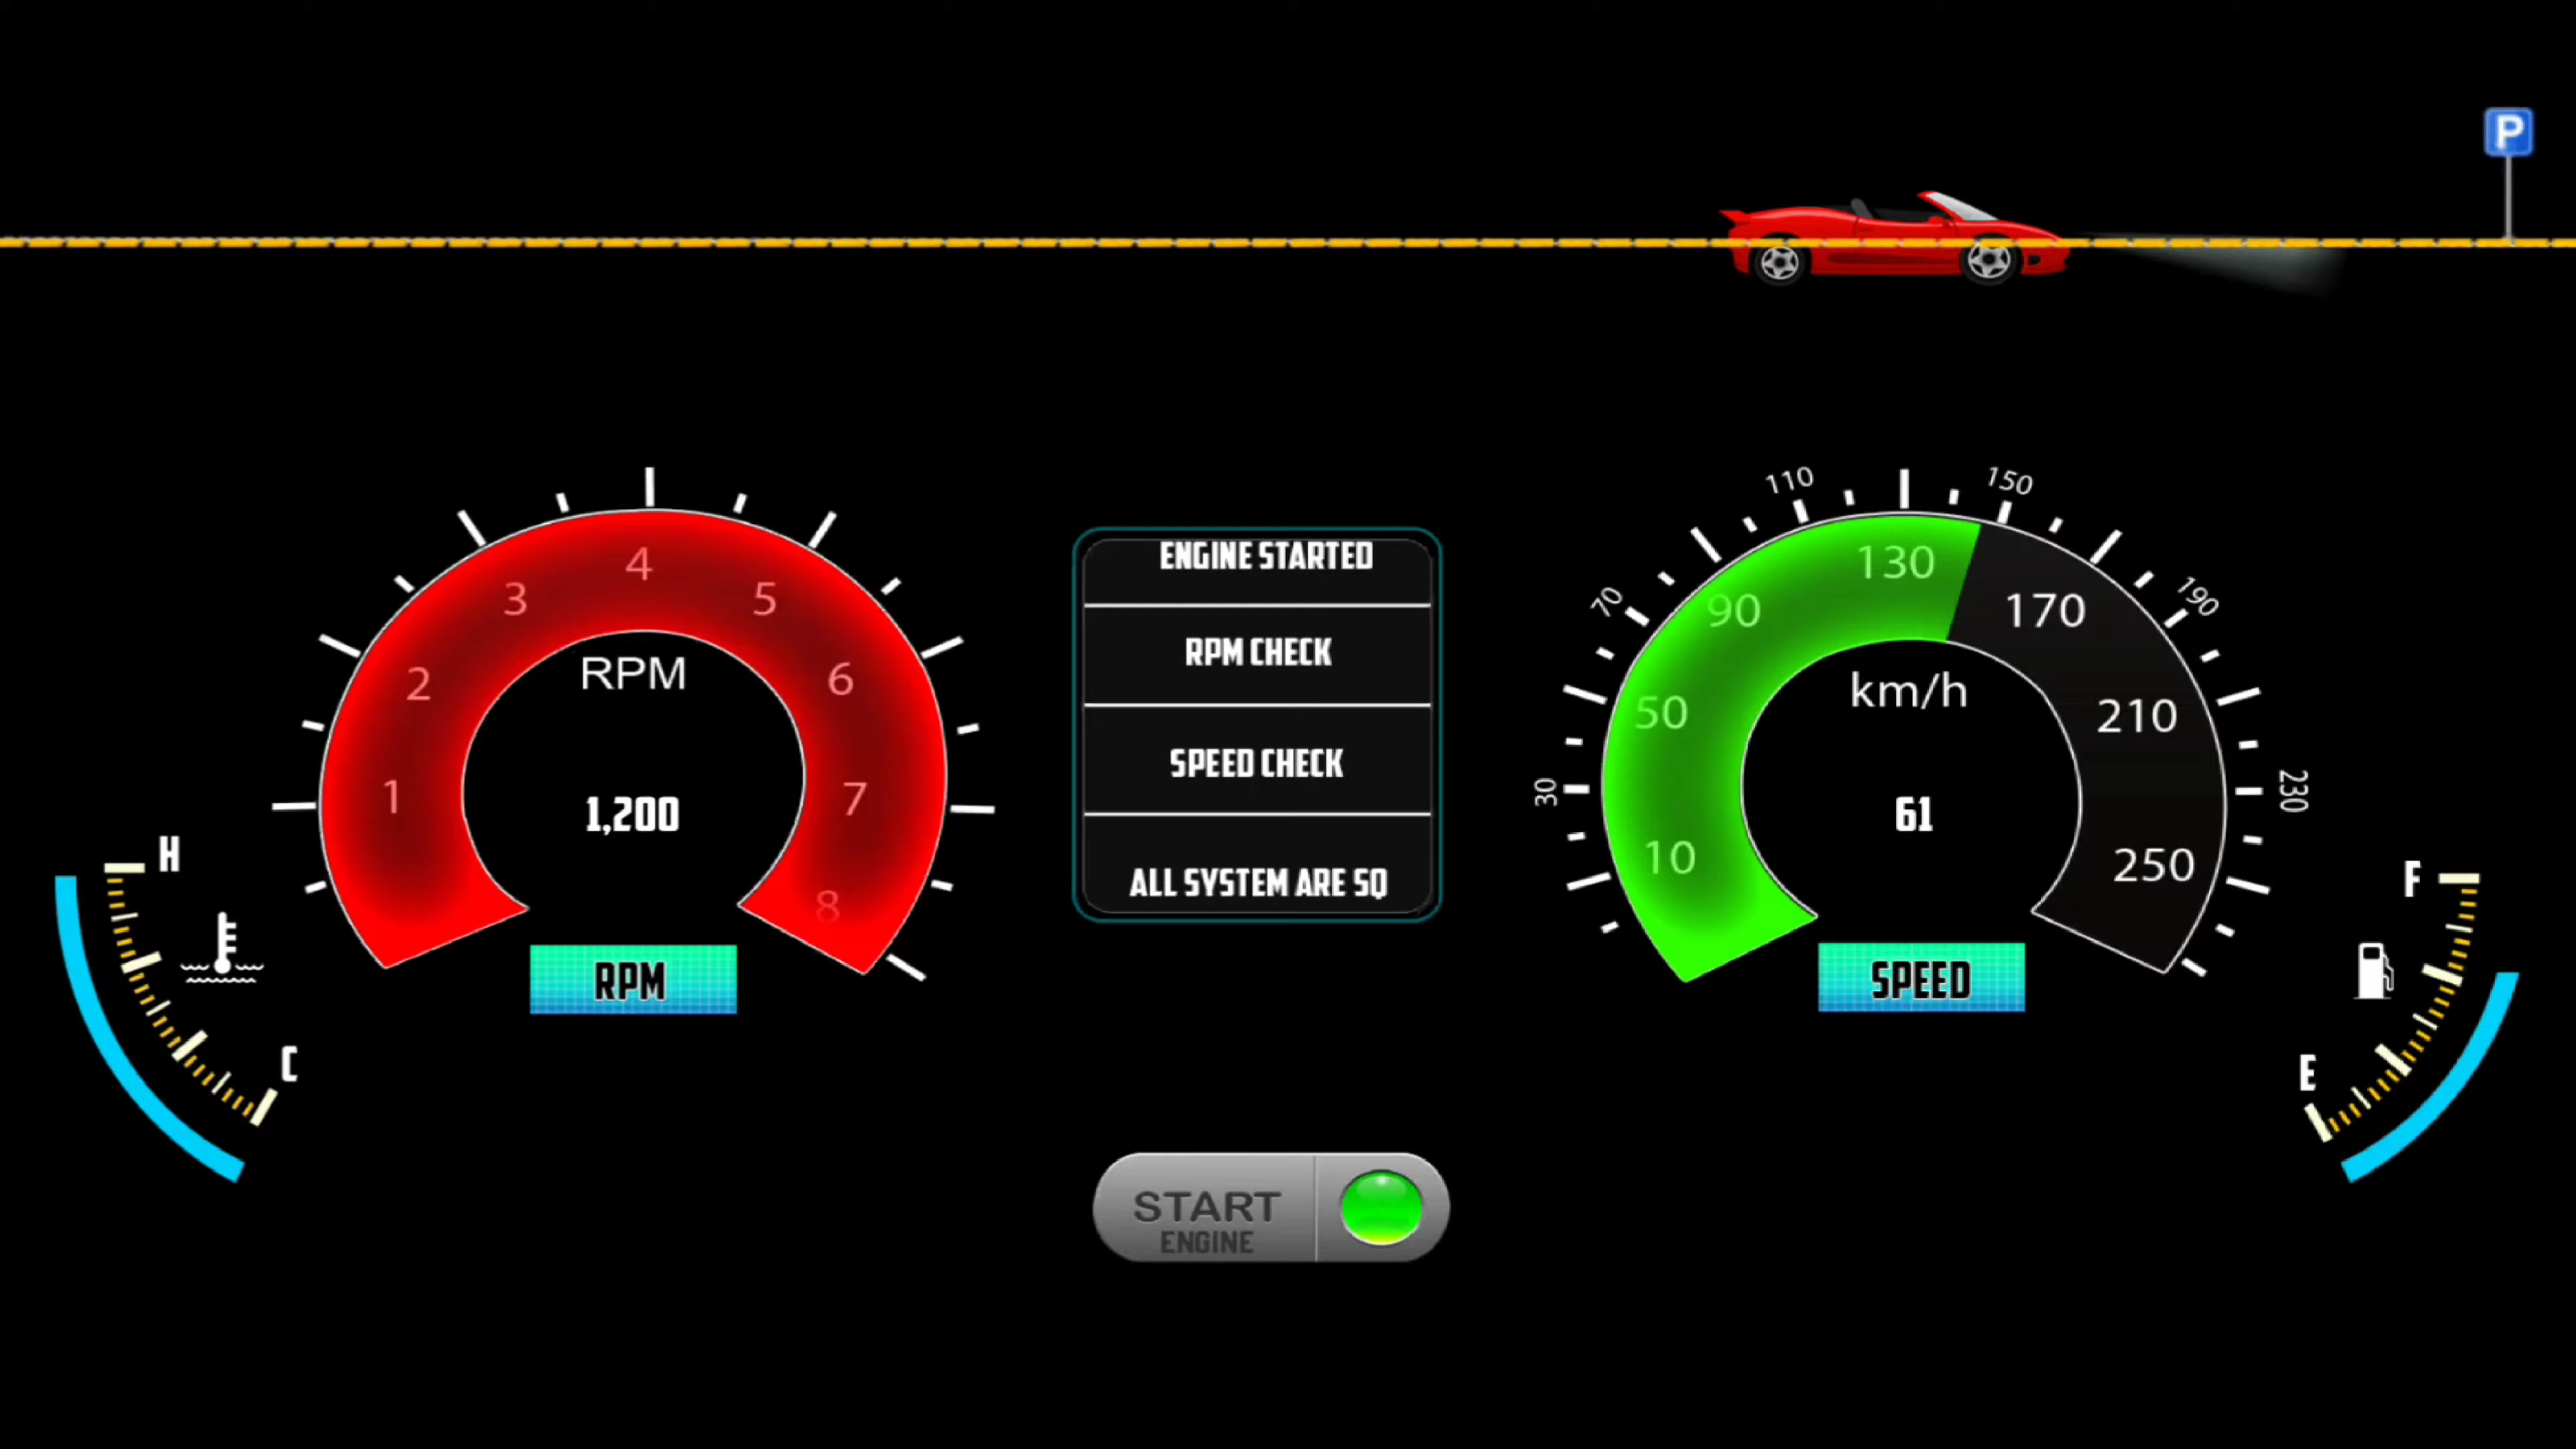 P
110
150
4
ENGINE STARTED
130
3
5
70
90
170
190
RPM CHECK
2
RPM
6
km/h
50
210
SPEED CHECK
1
7
30
230
1,200
61
H
10
250
ALL SYSTEM ARE SQ
F
8
RPM
SPEED
C
E
START
ENGINE